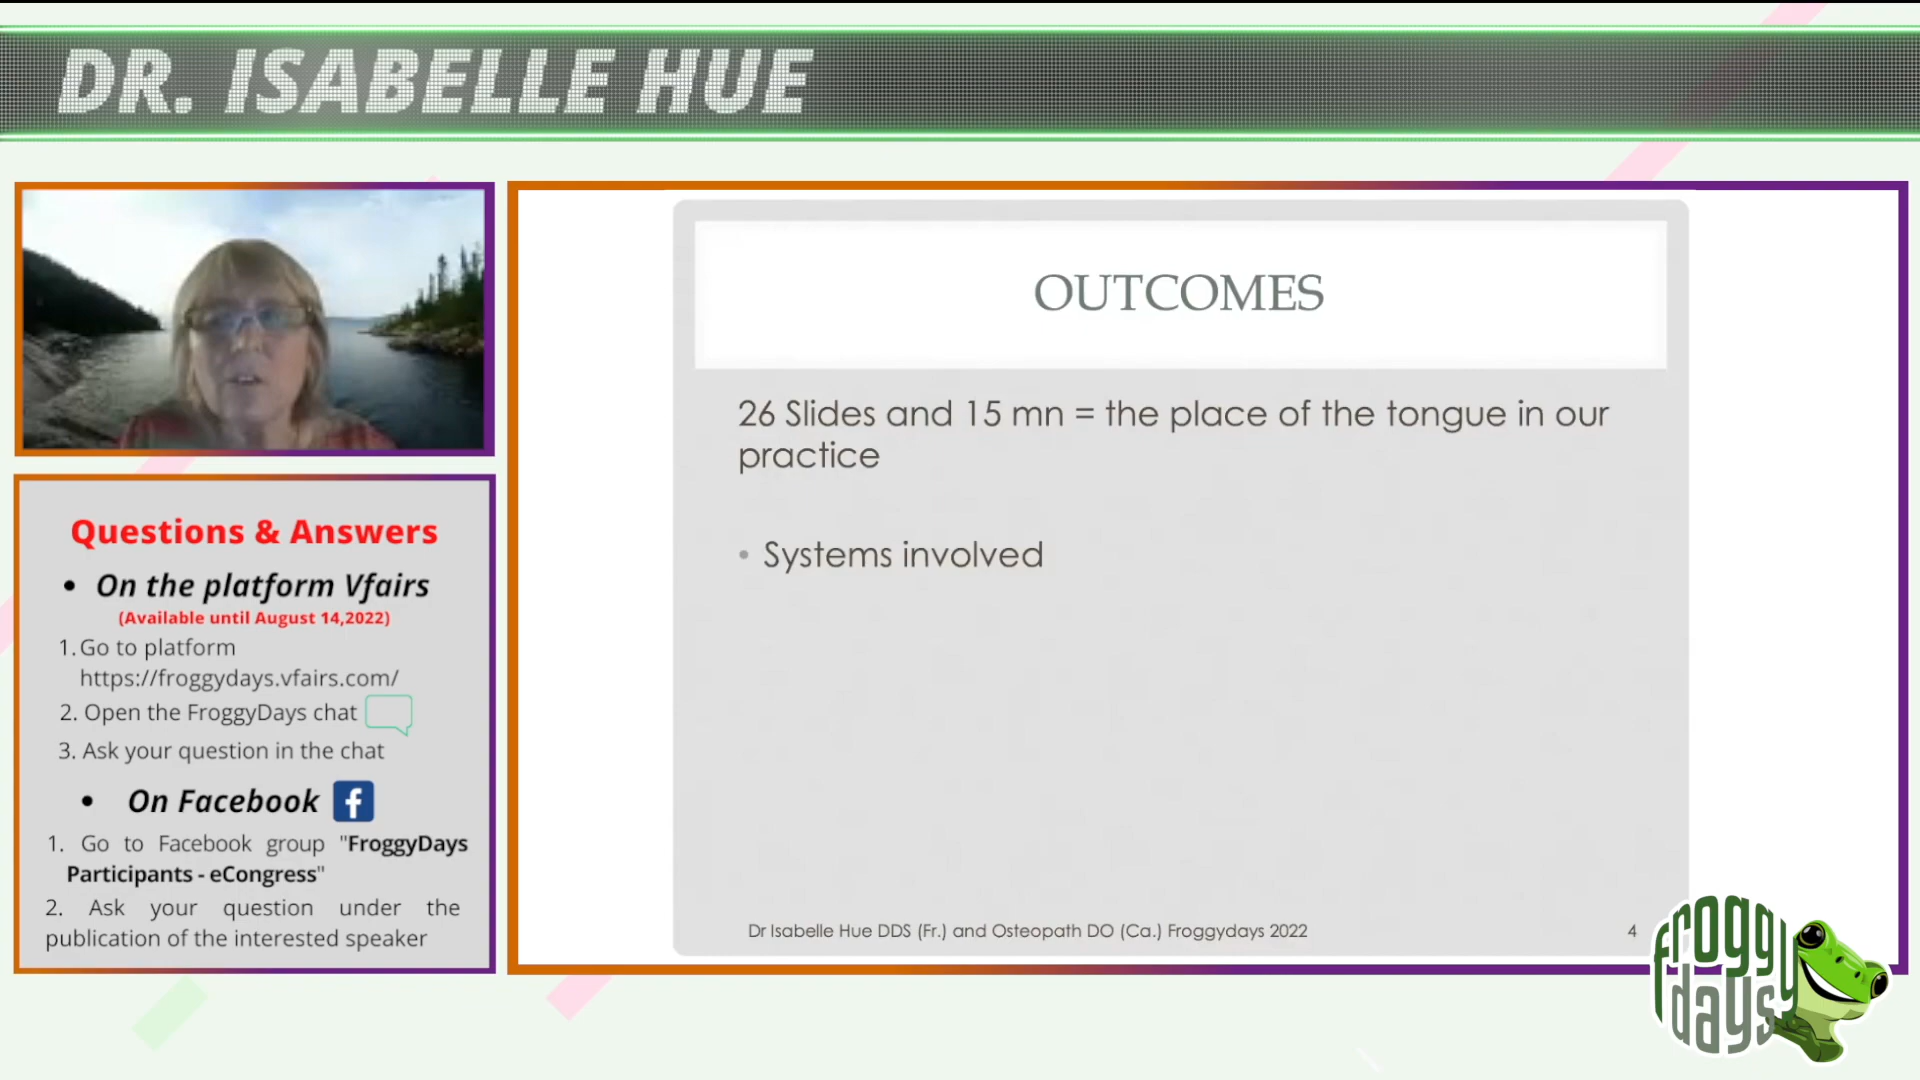 DR. ISABELLE HUE
OUTCOMES
26 Slides and 15 mn = the place of the tongue in our
practice
• Systems involved
Dr Isabelle Hue DDS (Fr.) and Osteopath DO (Ca.) Froggydays 2022
4
Questions & Answers
• On the platform Vfairs
(Available until August 14,2022)
1. Go to platform
https://froggydays.vfairs.com/
2. Open the FroggyDays chat
3. Ask your question in the chat
• On Facebook f
1. Go to Facebook group "FroggyDays
Participants - eCongress"
2. Ask your question under the
publication of the interested speaker
froggy
days